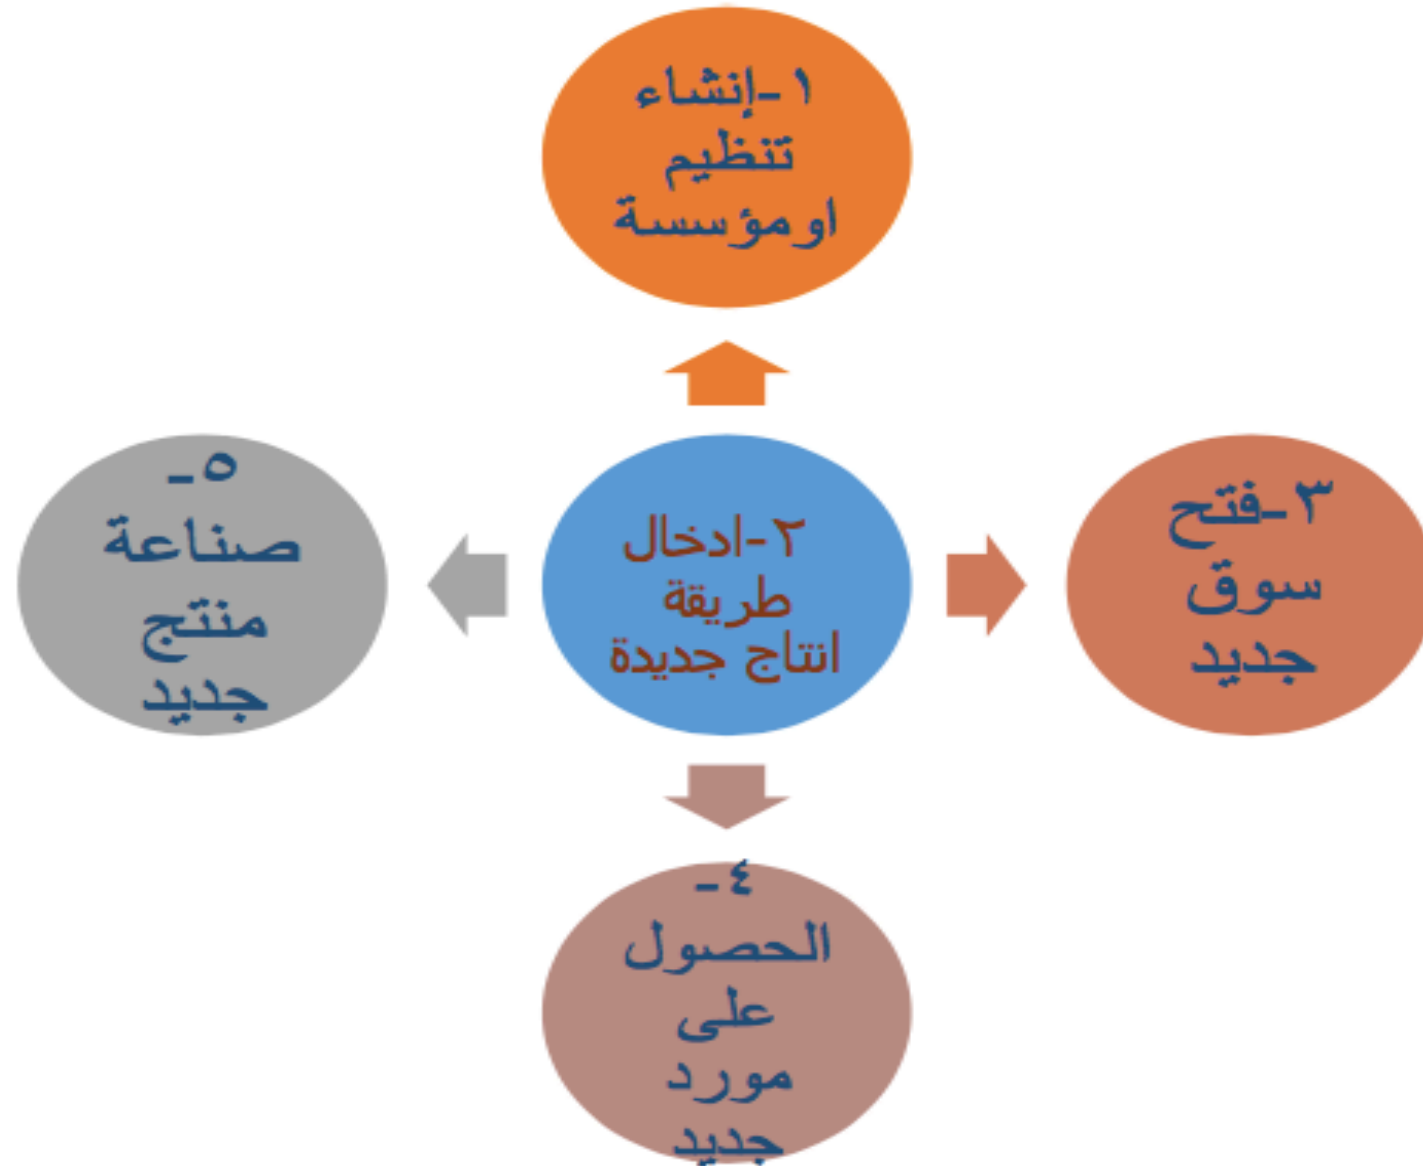 ١-إنشاء
تنظيم
اومؤسسة
٢-ادخال
طريقة
انتاج جديدة
٣-فتح
سوق
جديد
٤-
الحصول
على
مورد
جديد
٥-
صناعة
منتج
جديد